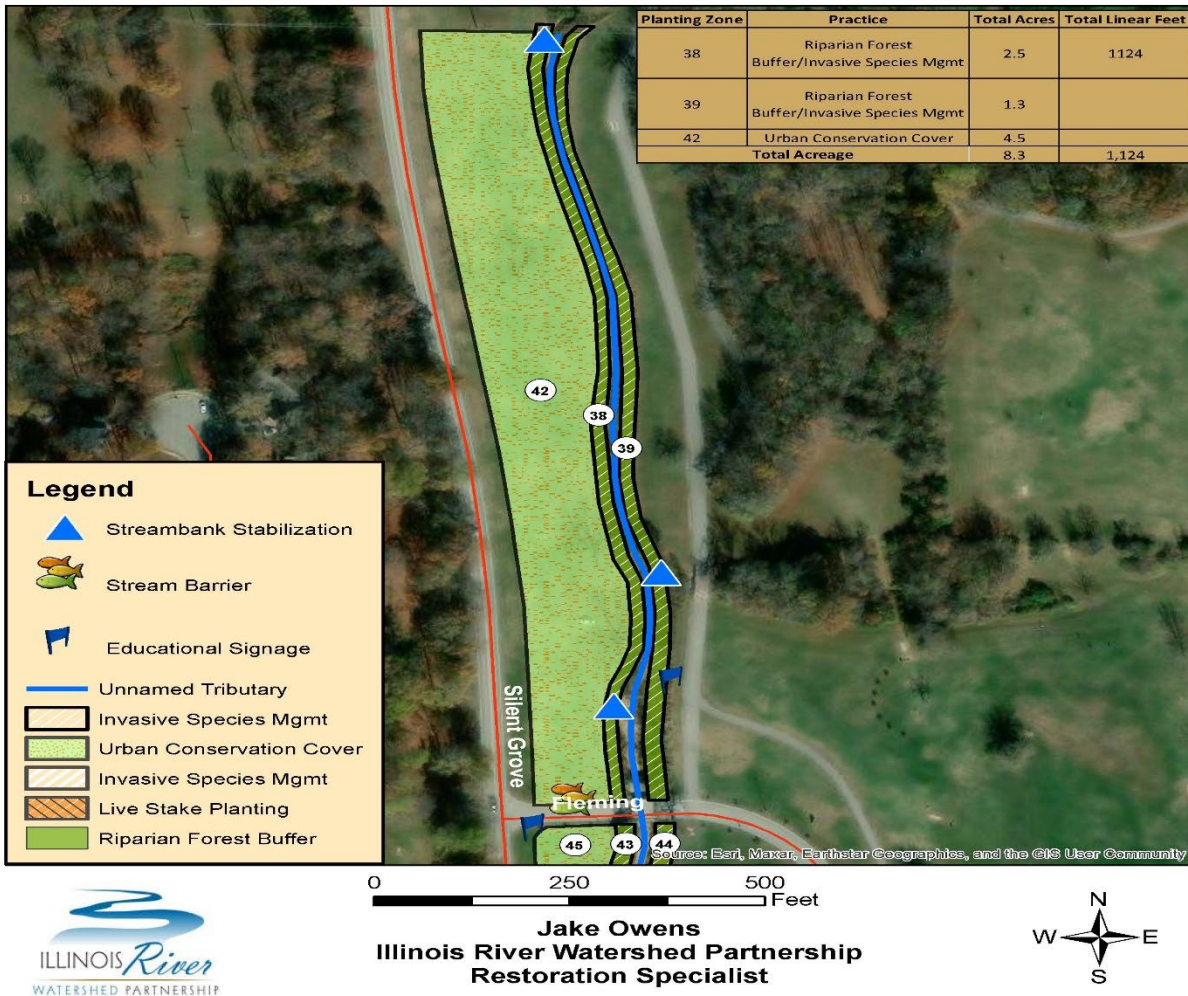 Planting Zone Practice Total Acres Total Linear Feet
38 Riparian Forest 2.5 1124
Buffer/Invasive Species Mgmt
39 Riparian Forest 1.3
Buffer/Invasive Species Mgmt
42 Urban Conservation Cover 4.5
Total Acreage 8.3 1,124
42
38
39
Legend
Streambank Stabilization
Stream Barrier
Educational Signage
Unnamed Tributary
Invasive Species Mgmt
Urban Conservation Cover
Invasive Species Mgmt
Live Stake Planting
Riparian Forest Buffer
Silent Grove
Fleming
45 43 44
Source: Esri, Maxar, Earthstar Geographics, and the GIS User Community
0 250 500
Feet
Jake Owens
Illinois River Watershed Partnership
Restoration Specialist
ILLINOIS River
WATERSHED PARTNERSHIP
N
W E
S